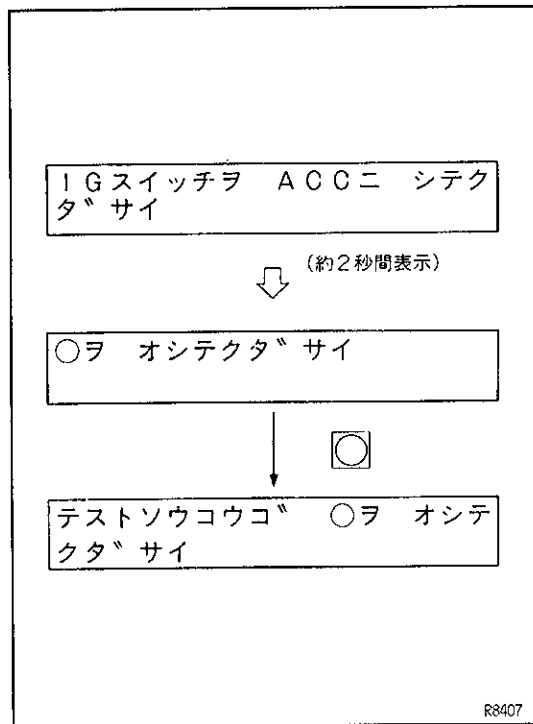 IGスイッチヲ ACCニ シテク
ダサイ
(約2秒間表示)
○ヲ オシテクダサイ
○
テストソウコウゴ ○ヲ オシテ
クダサイ
R8407